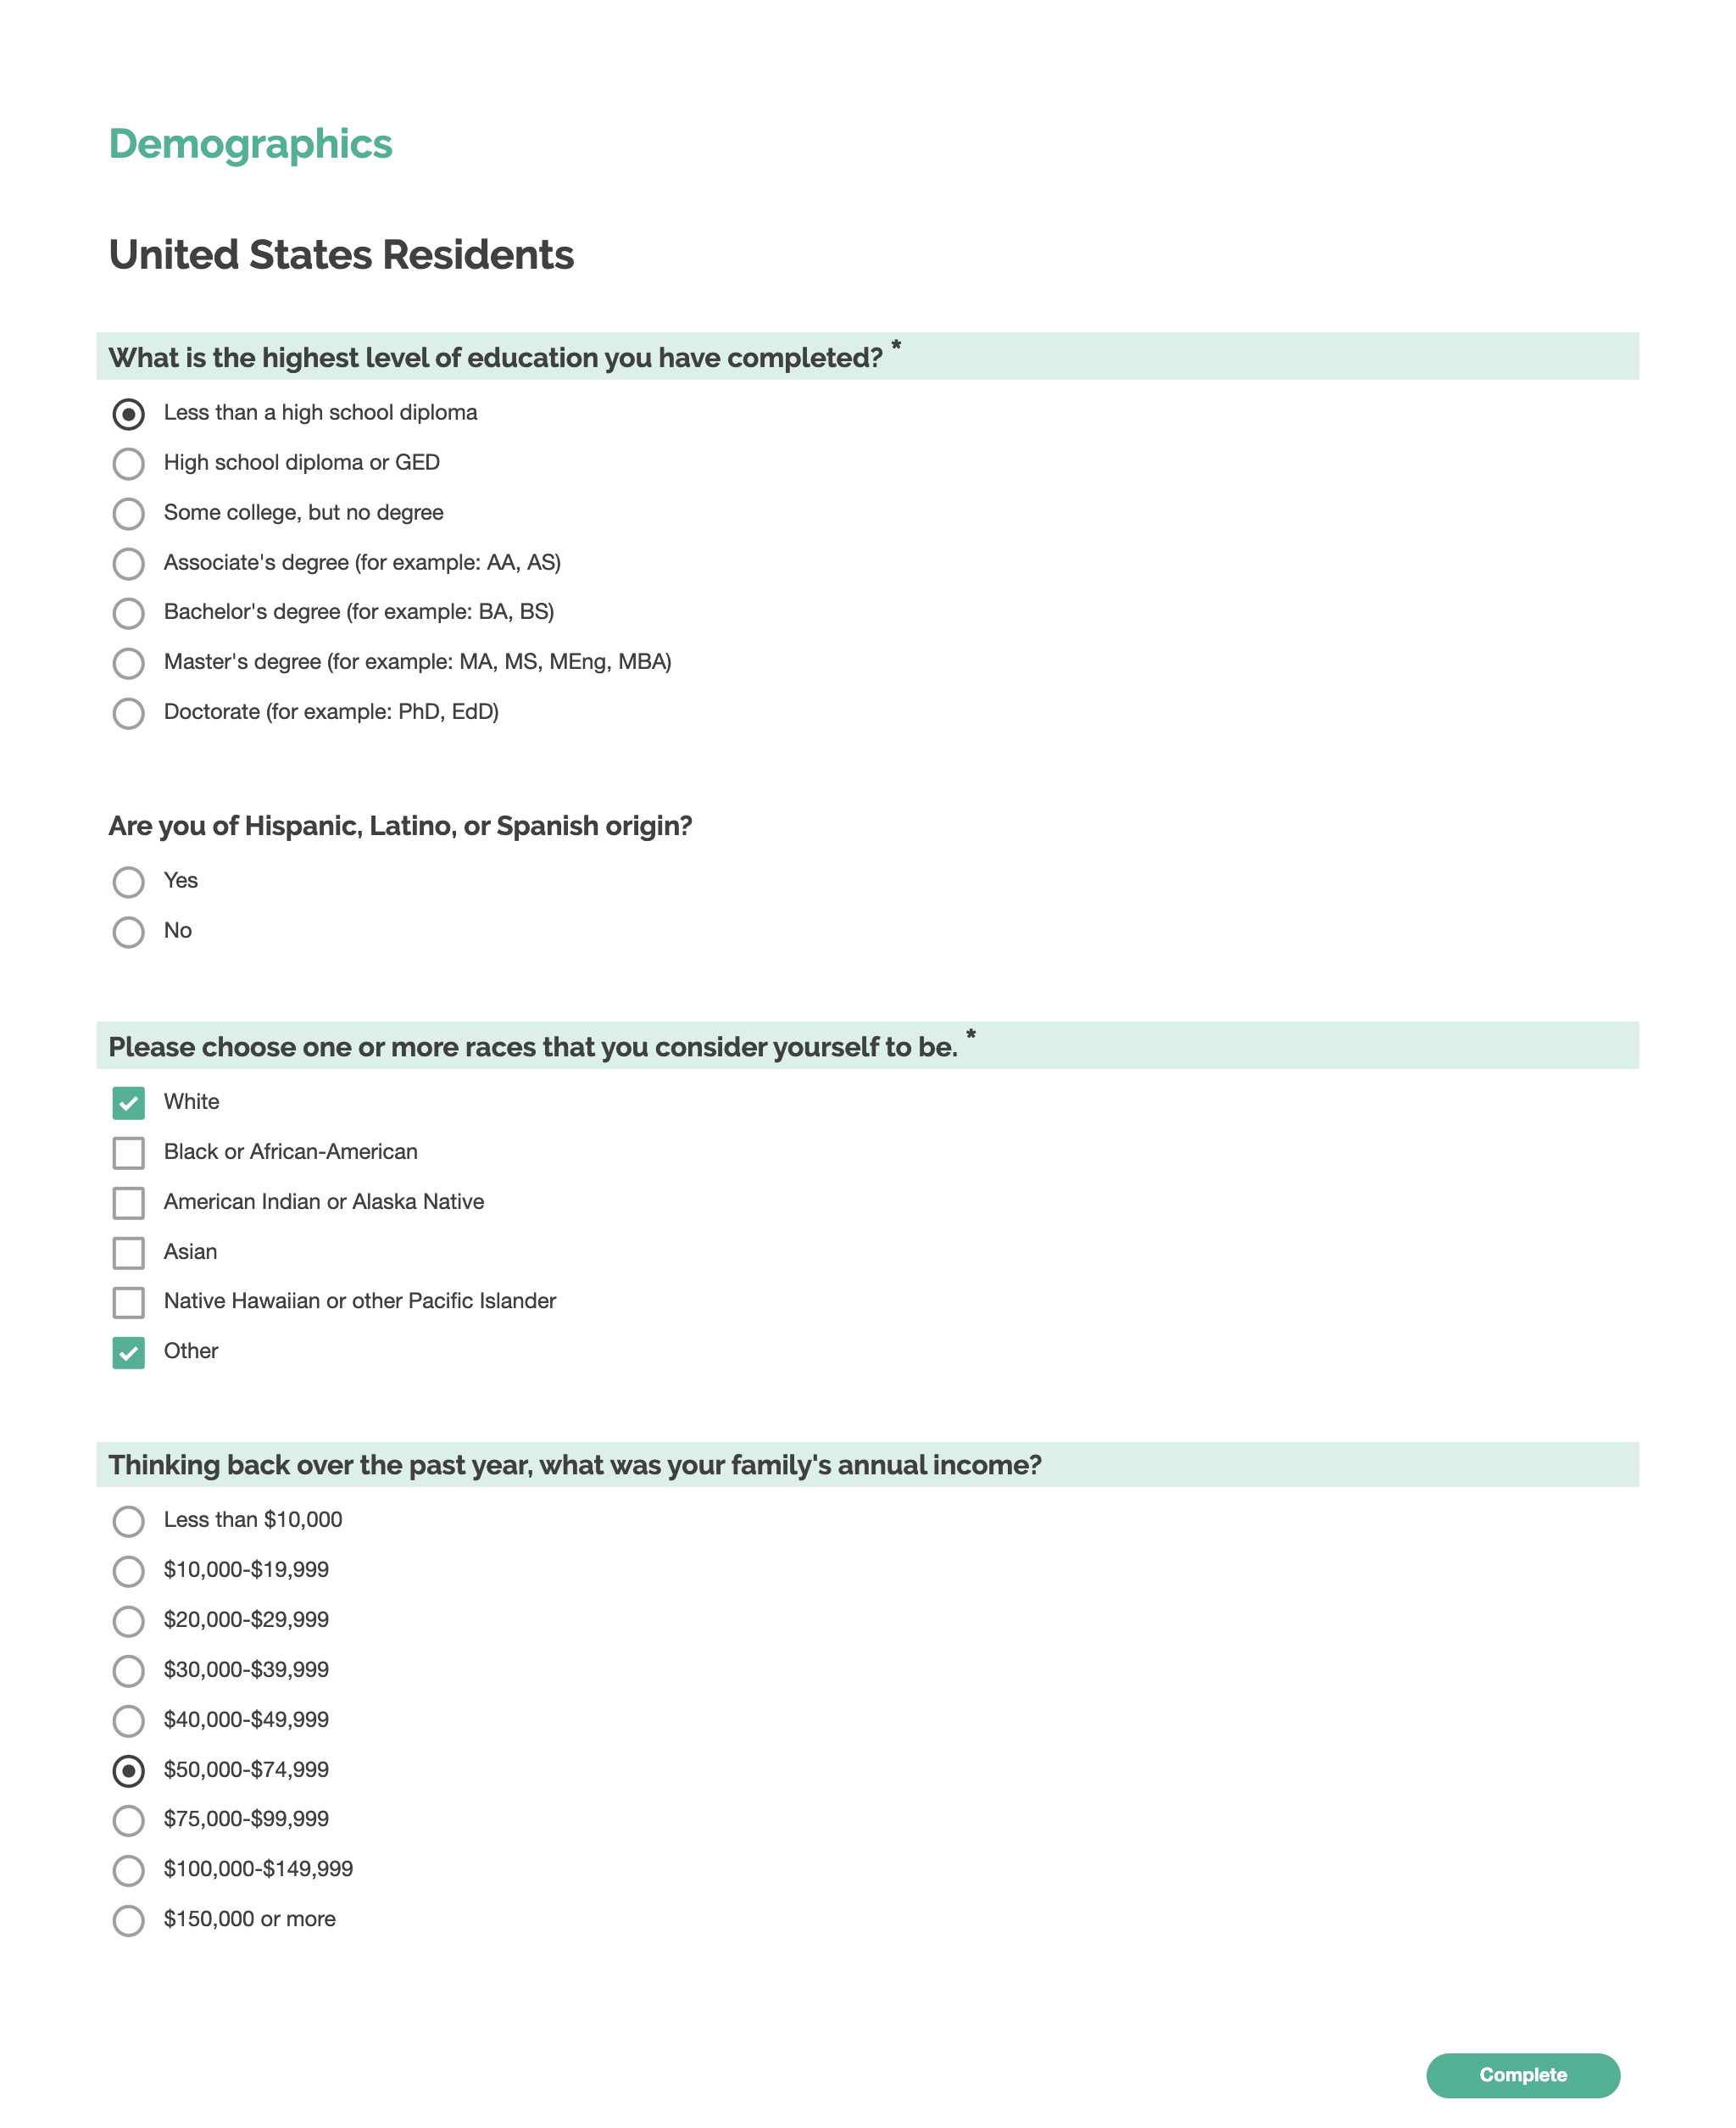 Demographics
United States Residents
What is the highest level of education you have completed? *
Less than a high school diploma
High school diploma or GED
Some college, but no degree
Associate's degree (for example: AA, AS)
Bachelor's degree (for example: BA, BS)
Master's degree (for example: MA, MS, MEng, MBA)
Doctorate (for example: PhD, EdD)
Are you of Hispanic, Latino, or Spanish origin?
Yes
No
Please choose one or more races that you consider yourself to be. *
White
Black or African-American
American Indian or Alaska Native
Asian
Native Hawaiian or other Pacific Islander
Other
Thinking back over the past year, what was your family's annual income?
Less than $10,000
$10,000-$19,999
$20,000-$29,999
$30,000-$39,999
$40,000-$49,999
$50,000-$74,999
$75,000-$99,999
$100,000-$149,999
$150,000 or more
Complete